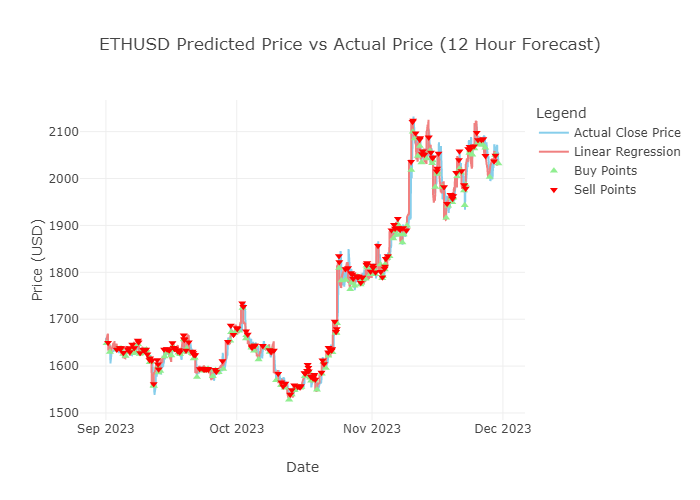 ETHUSD Predicted Price vs Actual Price (12 Hour Forecast)
Legend
Actual Close Price
Linear Regression
Buy Points
Sell Points
Price (USD)
2100
2000
1900
1800
1700
1600
1500
Sep 2023
Oct 2023
Nov 2023
Dec 2023
Date